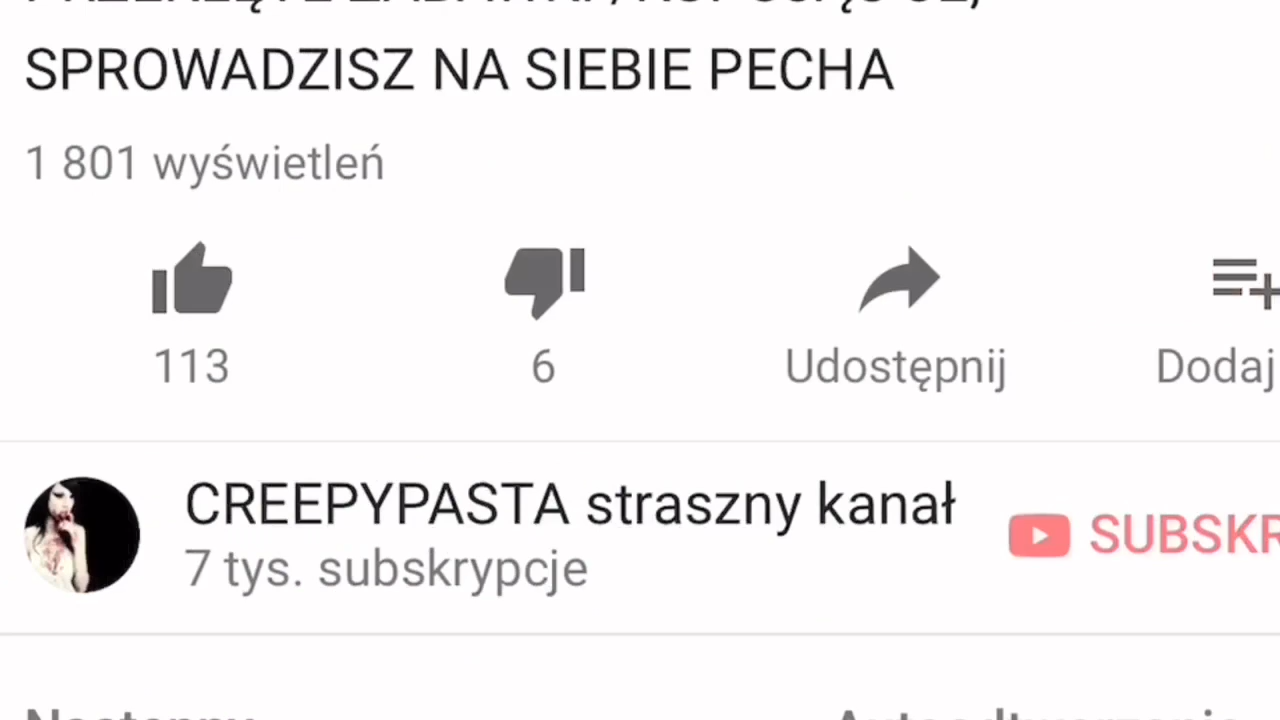 SPROWADZISZ NA SIEBIE PECHA
1 801 wyświetleń
113
6
Udostępnij
Dodaj
CREEPYPASTA straszny kanał
7 tys. subskrypcje
SUBSKR